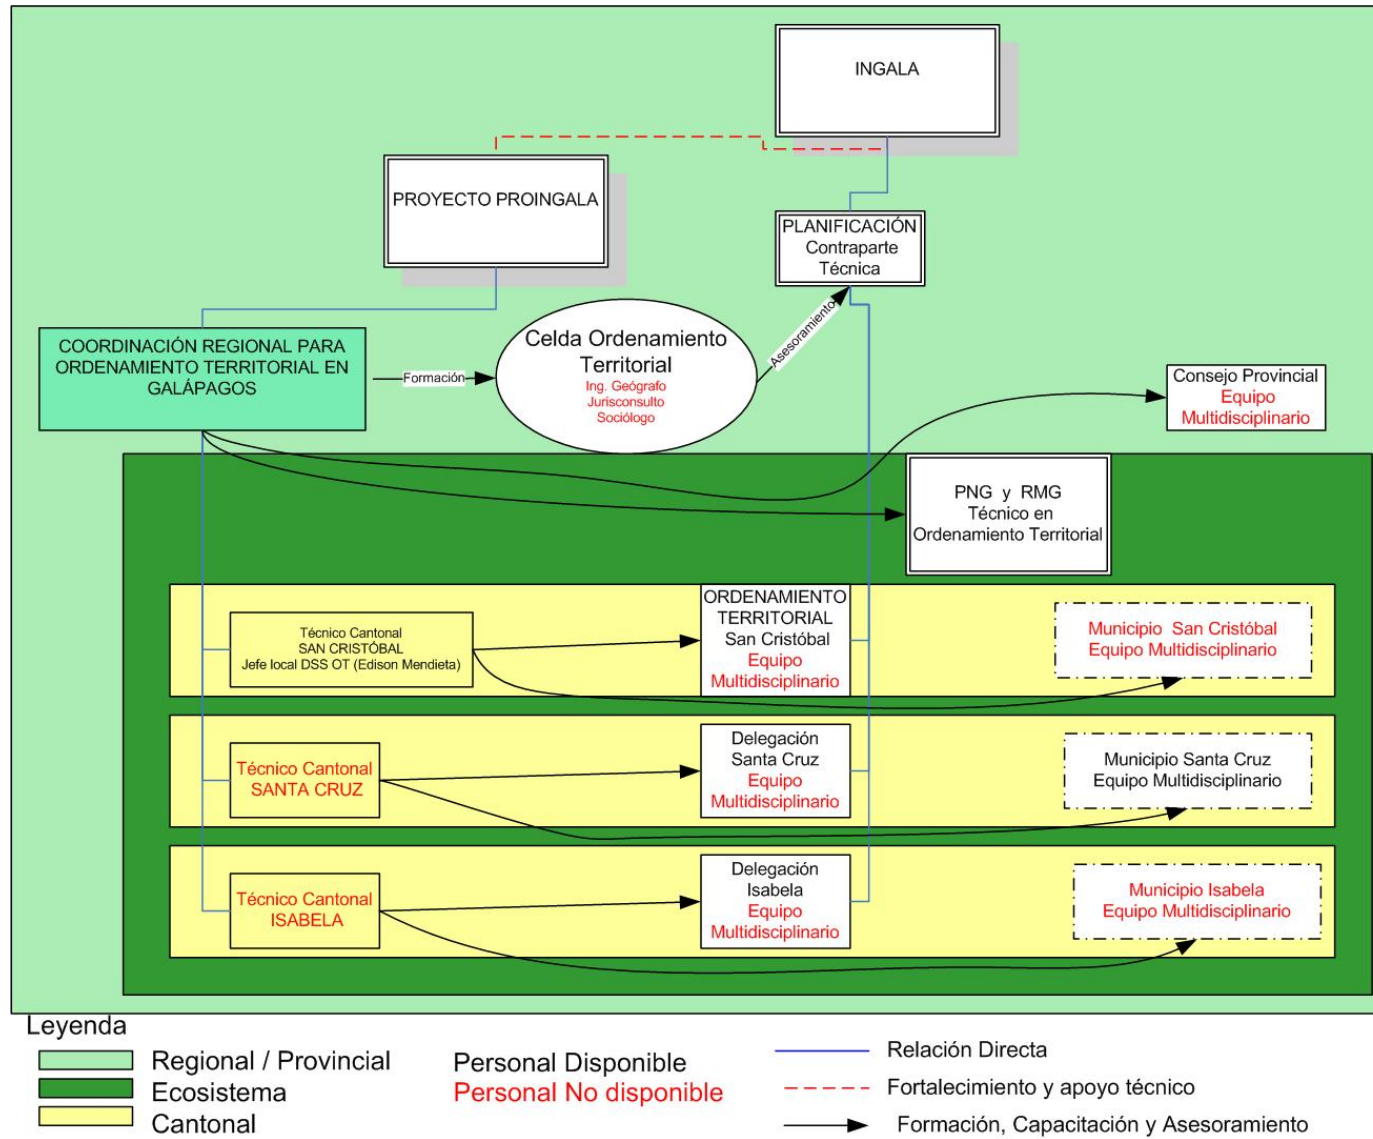 INGALA
PROYECTO PROINGALA
PLANIFICACIÓN
Contraparte
Técnica
COORDINACIÓN REGIONAL PARA
ORDENAMIENTO TERRITORIAL EN
GALÁPAGOS
Formación
Celda Ordenamiento
Territorial
Ing. Geógrafo
Jurisconsulto
Sociólogo
Asesoramiento
Consejo Provincial
Equipo
Multidisciplinario
PNG y RMG
Técnico en
Ordenamiento Territorial
Técnico Cantonal
SAN CRISTÓBAL
Jefe local DSS OT (Edison Mendieta)
ORDENAMIENTO
TERRITORIAL
San Cristóbal
Equipo
Multidisciplinario
Municipio San Cristóbal
Equipo Multidisciplinario
Técnico Cantonal
SANTA CRUZ
Delegación
Santa Cruz
Equipo
Multidisciplinario
Municipio Santa Cruz
Equipo Multidisciplinario
Técnico Cantonal
ISABELA
Delegación
Isabela
Equipo
Multidisciplinario
Municipio Isabela
Equipo Multidisciplinario
Leyenda
Regional / Provincial
Ecosistema
Cantonal
Personal Disponible
Personal No disponible
Relación Directa
Fortalecimiento y apoyo técnico
Formación, Capacitación y Asesoramiento